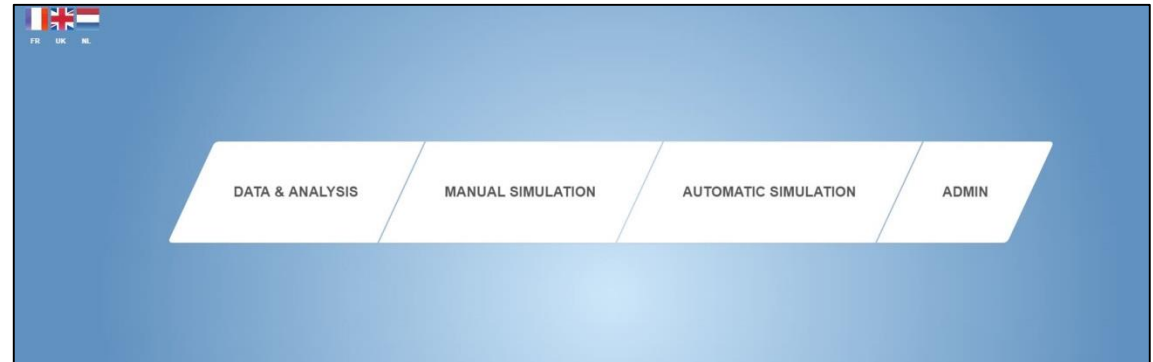 FR UK NL
DATA & ANALYSIS MANUAL SIMULATION AUTOMATIC SIMULATION ADMIN